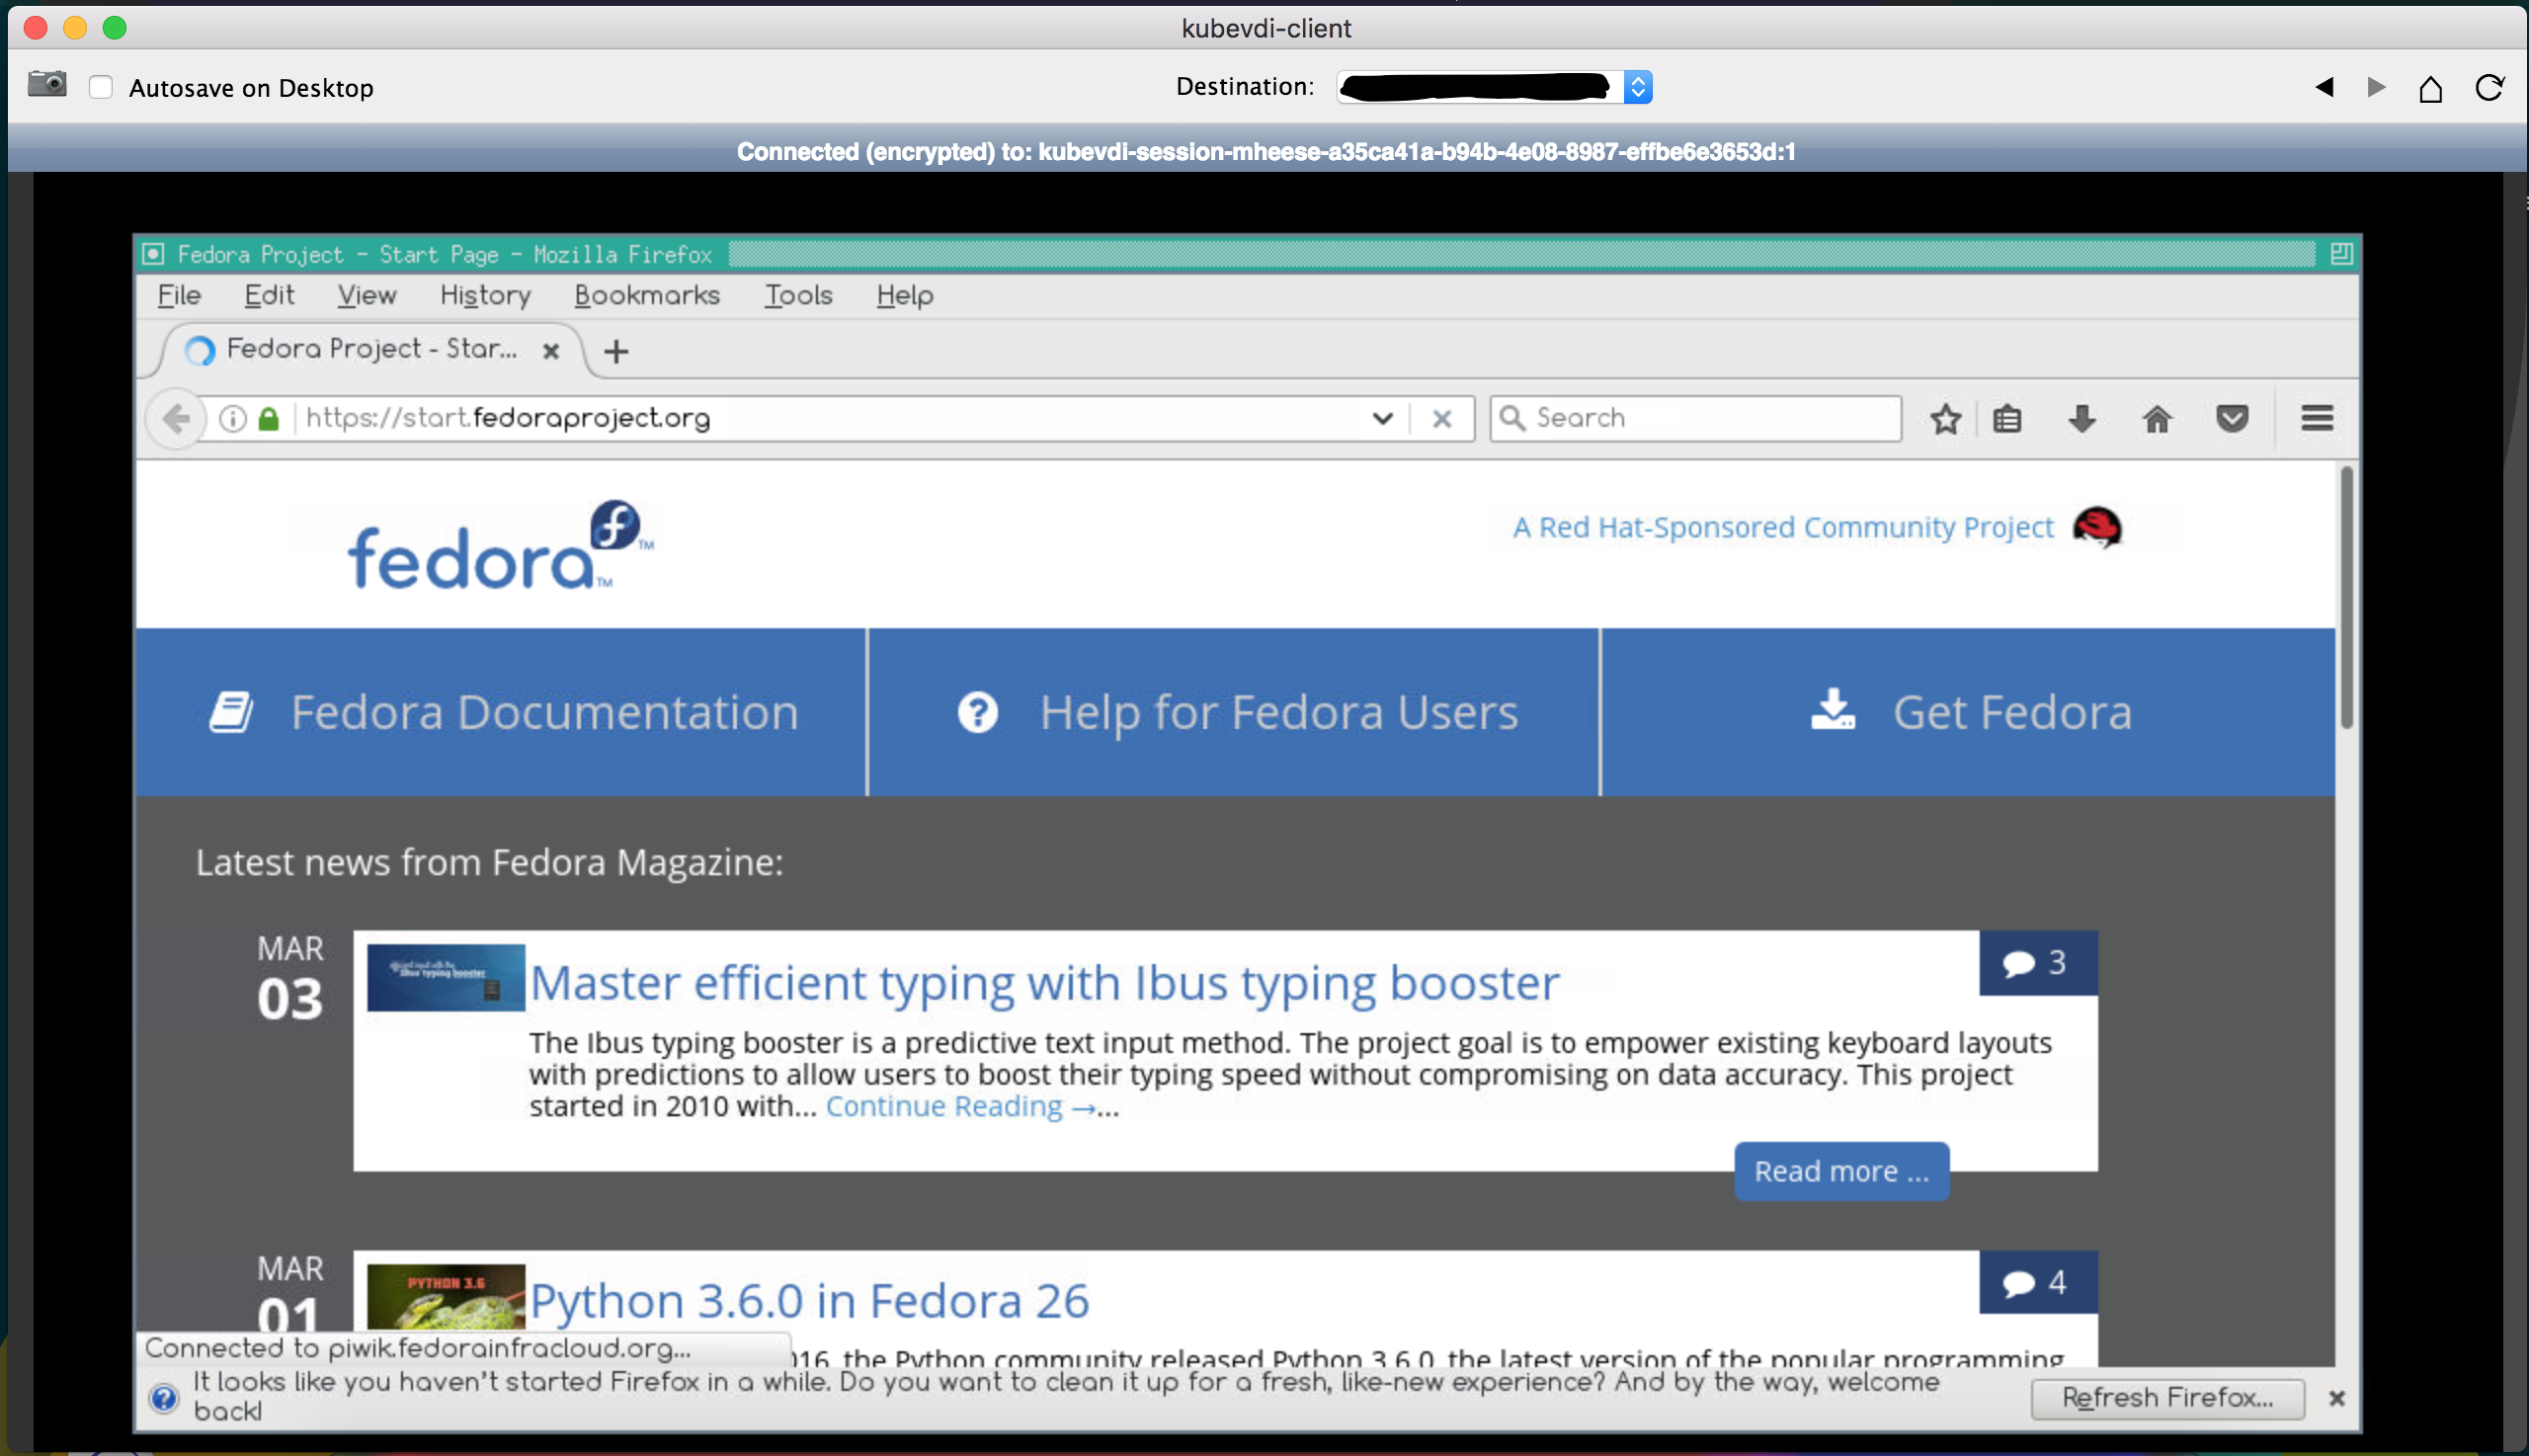 kubevdi-client
Autosave on Desktop
Destination:
Connected (encrypted) to: kubevdi-session-mheese-a35ca41a-b94b-4e08-8987-effbe6e3653d:1
Fedora Project - Start Page - Mozilla Firefox
File Edit View History Bookmarks Tools Help
Fedora Project - Star...
https://start.fedoraproject.org
Search
fedora™
A Red Hat-Sponsored Community Project
Fedora Documentation
Help for Fedora Users
Get Fedora
Latest news from Fedora Magazine:
MAR
03
Master efficient typing with Ibus typing booster
3
The Ibus typing booster is a predictive text input method. The project goal is to empower existing keyboard layouts
with predictions to allow users to boost their typing speed without compromising on data accuracy. This project
started in 2010 with... Continue Reading →...
Read more ...
MAR
01
PYTHON 3.6
Python 3.6.0 in Fedora 26
4
Connected to piwik.fedorainfracloud.org...
016, the Python community released Python 3.6.0, the latest version of the popular programming
It looks like you haven't started Firefox in a while. Do you want to clean it up for a fresh, like-new experience? And by the way, welcome
back!
Refresh Firefox...